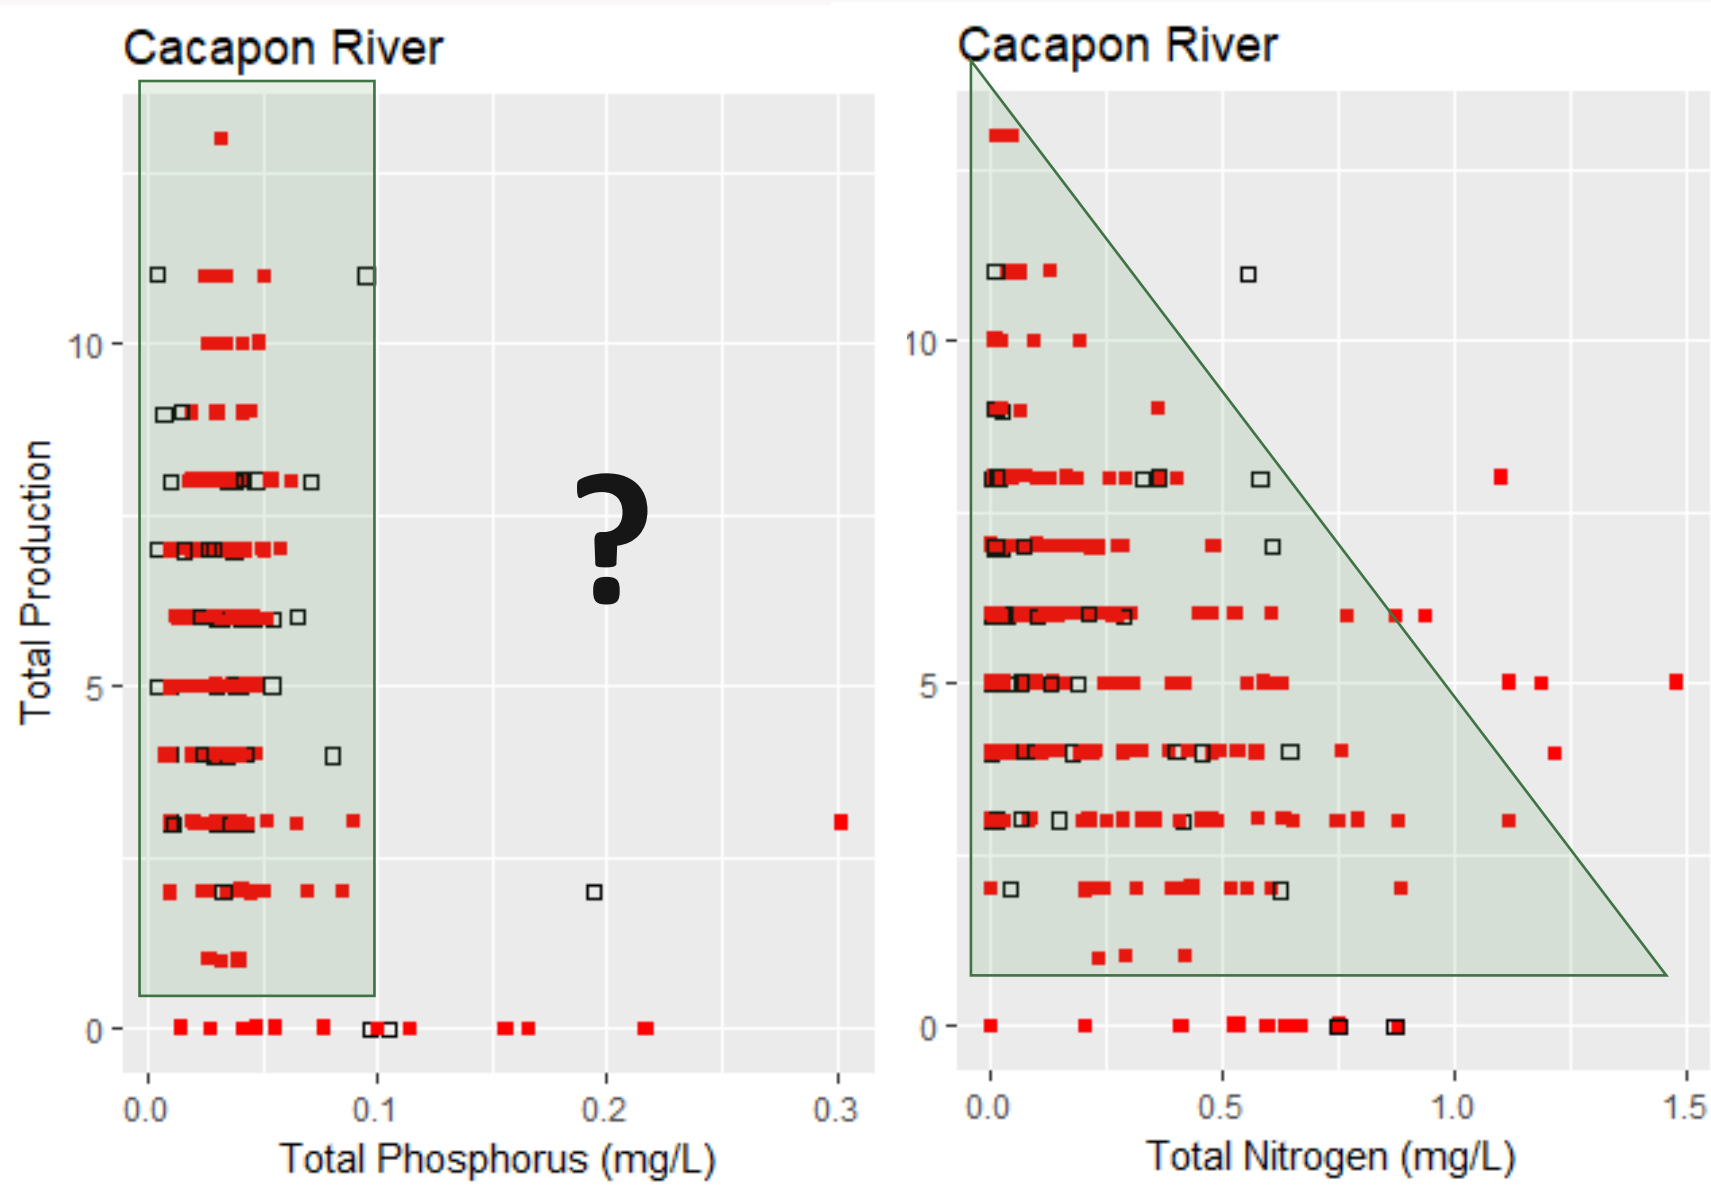 Cacapon River
Total Production
10
5
0
?
0.0 0.1 0.2 0.3
Total Phosphorus (mg/L)
Cacapon River
10
5
0
0.0 0.5 1.0 1.5
Total Nitrogen (mg/L)